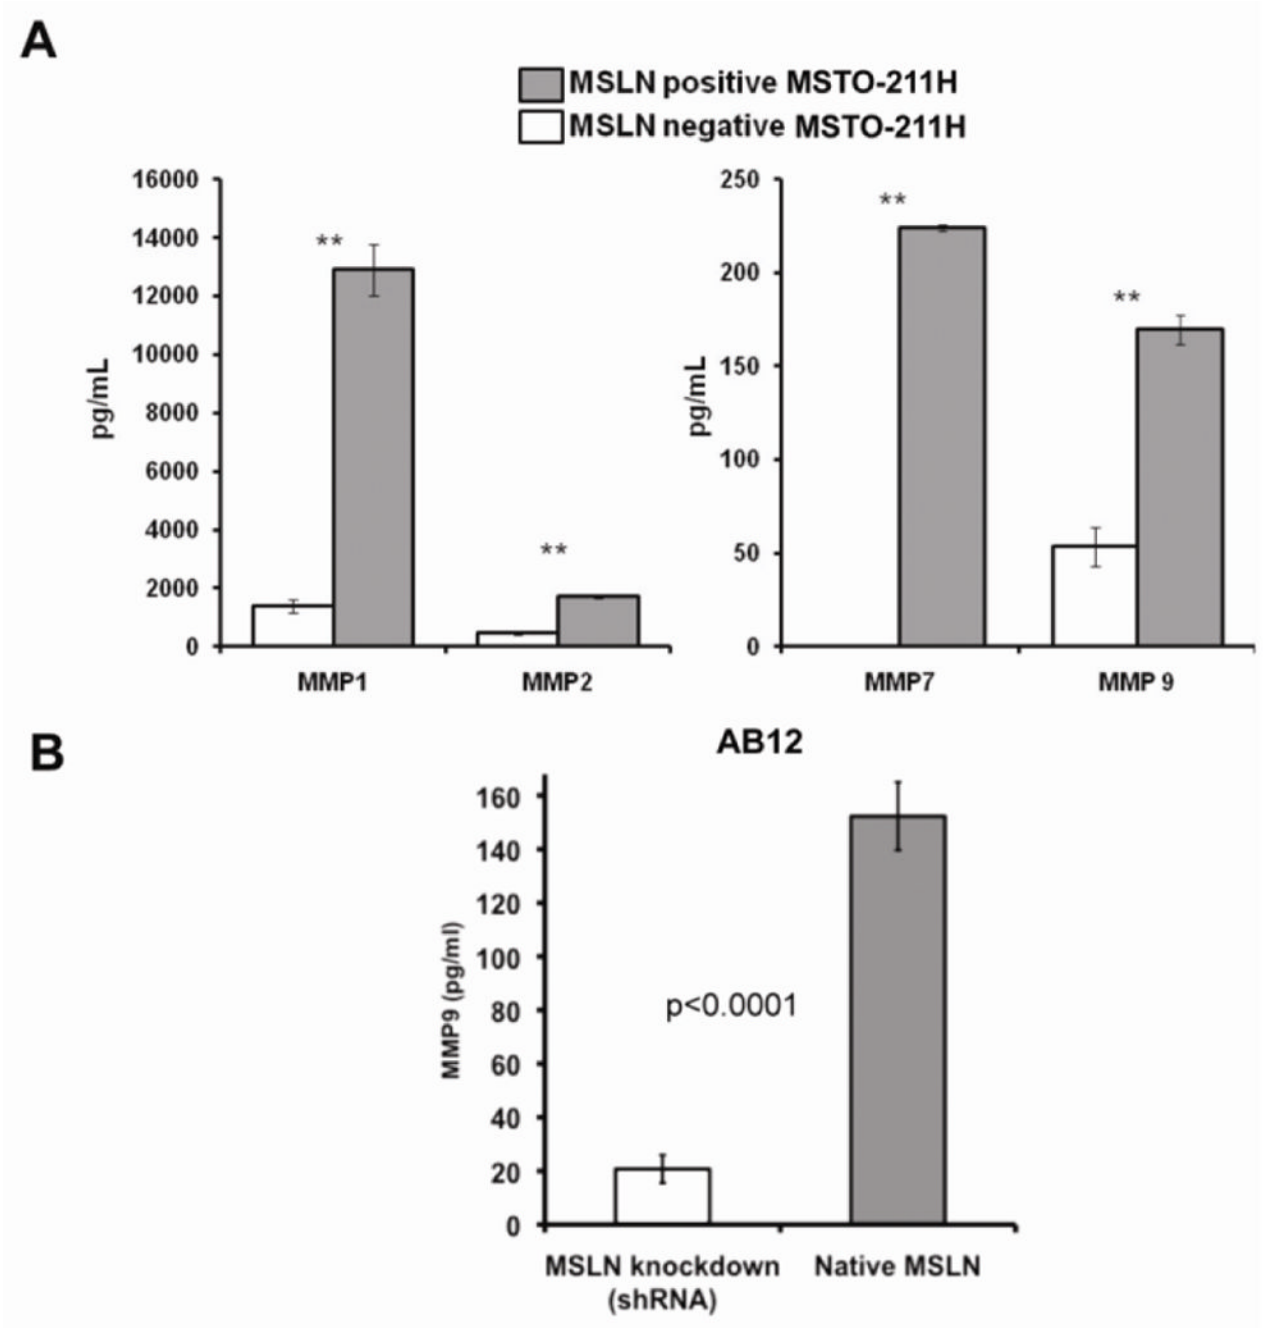 A
MSLN positive MSTO-211H
MSLN negative MSTO-211H
16000
14000
12000
10000
8000
6000
4000
2000
0
pg/mL
**
**
MMP1
MMP2
250
200
150
100
50
0
pg/mL
**
**
MMP7
MMP 9
B
AB12
160
140
120
100
80
60
40
20
0
MMP9 (pg/ml)
p<0.0001
MSLN knockdown
(shRNA)
Native MSLN